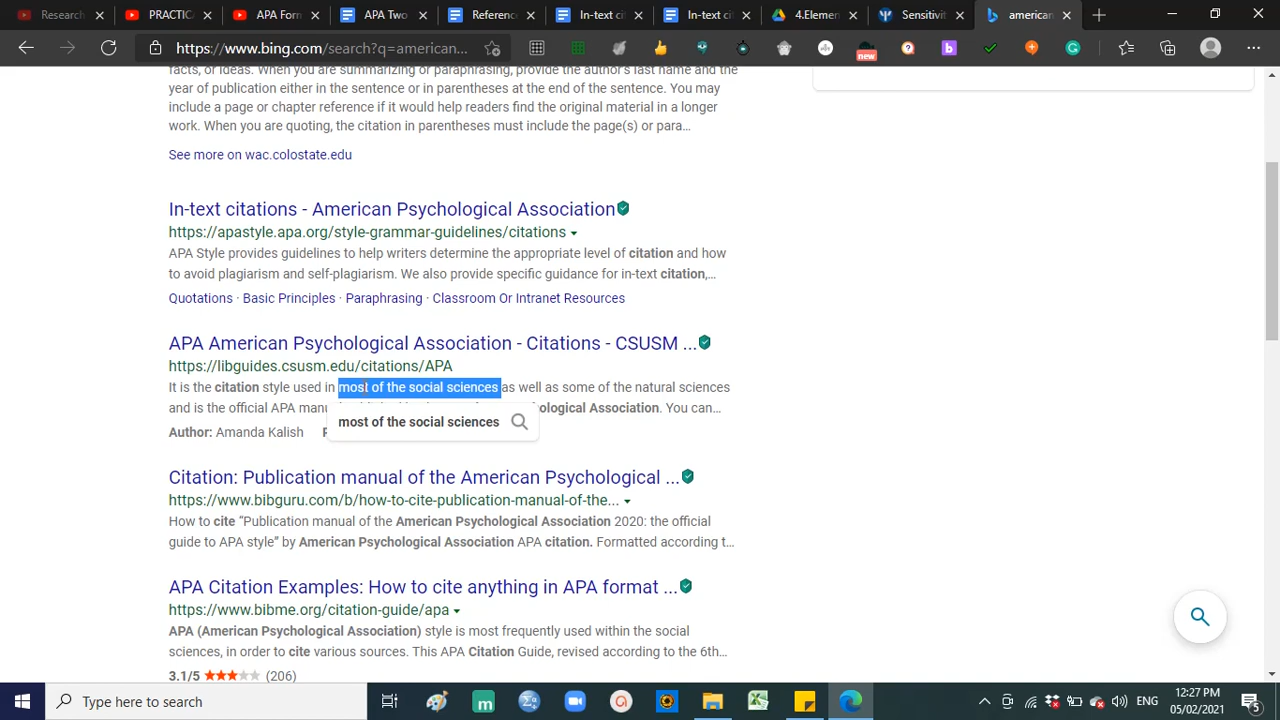 Research
PRACTIC
APA Form
APA Two
Reference
In-text cit
In-text cit
4.Elemen
Sensitivit
american
https://www.bing.com/search?q=american...
new
facts, or ideas. When you are summarizing or paraphrasing, provide the author's last name and the
year of publication either in the sentence or in parentheses at the end of the sentence. You may
include a page or chapter reference if it would help readers find the original material in a longer
work. When you are quoting, the citation in parentheses must include the page(s) or para…
See more on wac.colostate.edu
In-text citations - American Psychological Association
https://apastyle.apa.org/style-grammar-guidelines/citations
APA Style provides guidelines to help writers determine the appropriate level of citation and how
to avoid plagiarism and self-plagiarism. We also provide specific guidance for in-text citation,…
Quotations · Basic Principles · Paraphrasing · Classroom Or Intranet Resources
APA American Psychological Association - Citations - CSUSM ...
https://libguides.csusm.edu/citations/APA
It is the citation style used in most of the social sciences as well as some of the natural sciences
and is the official APA manu
ological Association. You can…
most of the social sciences
Author: Amanda Kalish
Citation: Publication manual of the American Psychological ...
https://www.bibguru.com/b/how-to-cite-publication-manual-of-the...
How to cite “Publication manual of the American Psychological Association 2020: the official
guide to APA style” by American Psychological Association APA citation. Formatted according t…
APA Citation Examples: How to cite anything in APA format ...
https://www.bibme.org/citation-guide/apa
APA (American Psychological Association) style is most frequently used within the social
sciences, in order to cite various sources. This APA Citation Guide, revised according to the 6th…
3.1/5 (206)
Type here to search
ENG
12:27 PM
05/02/2021
5